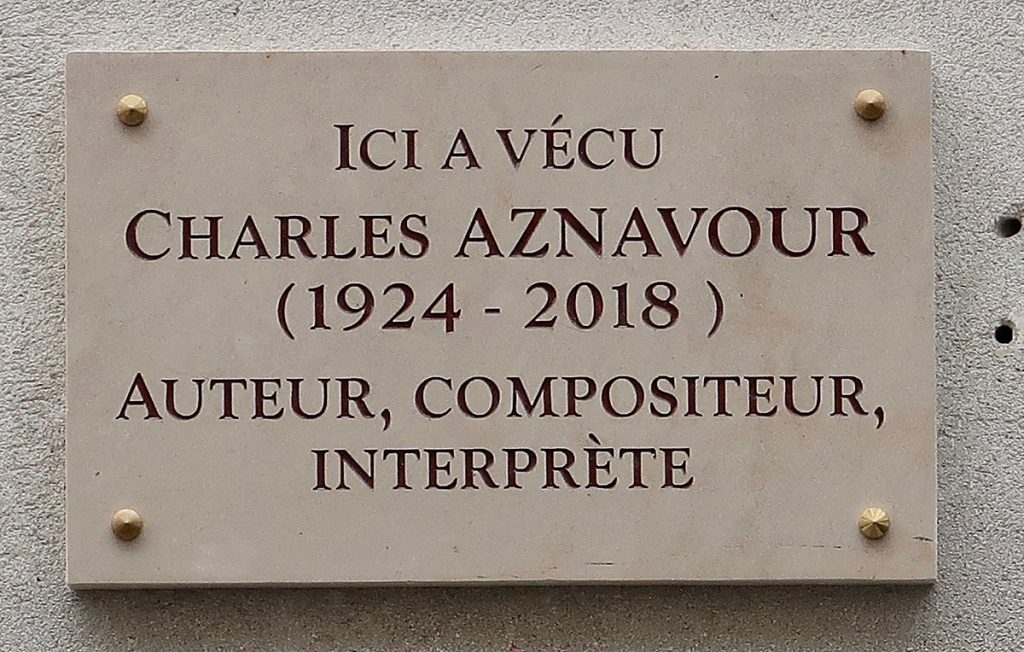 ICI A VÉCU
CHARLES AZNAVOUR
(1924 - 2018 )
AUTEUR, COMPOSITEUR,
INTERPRÈTE